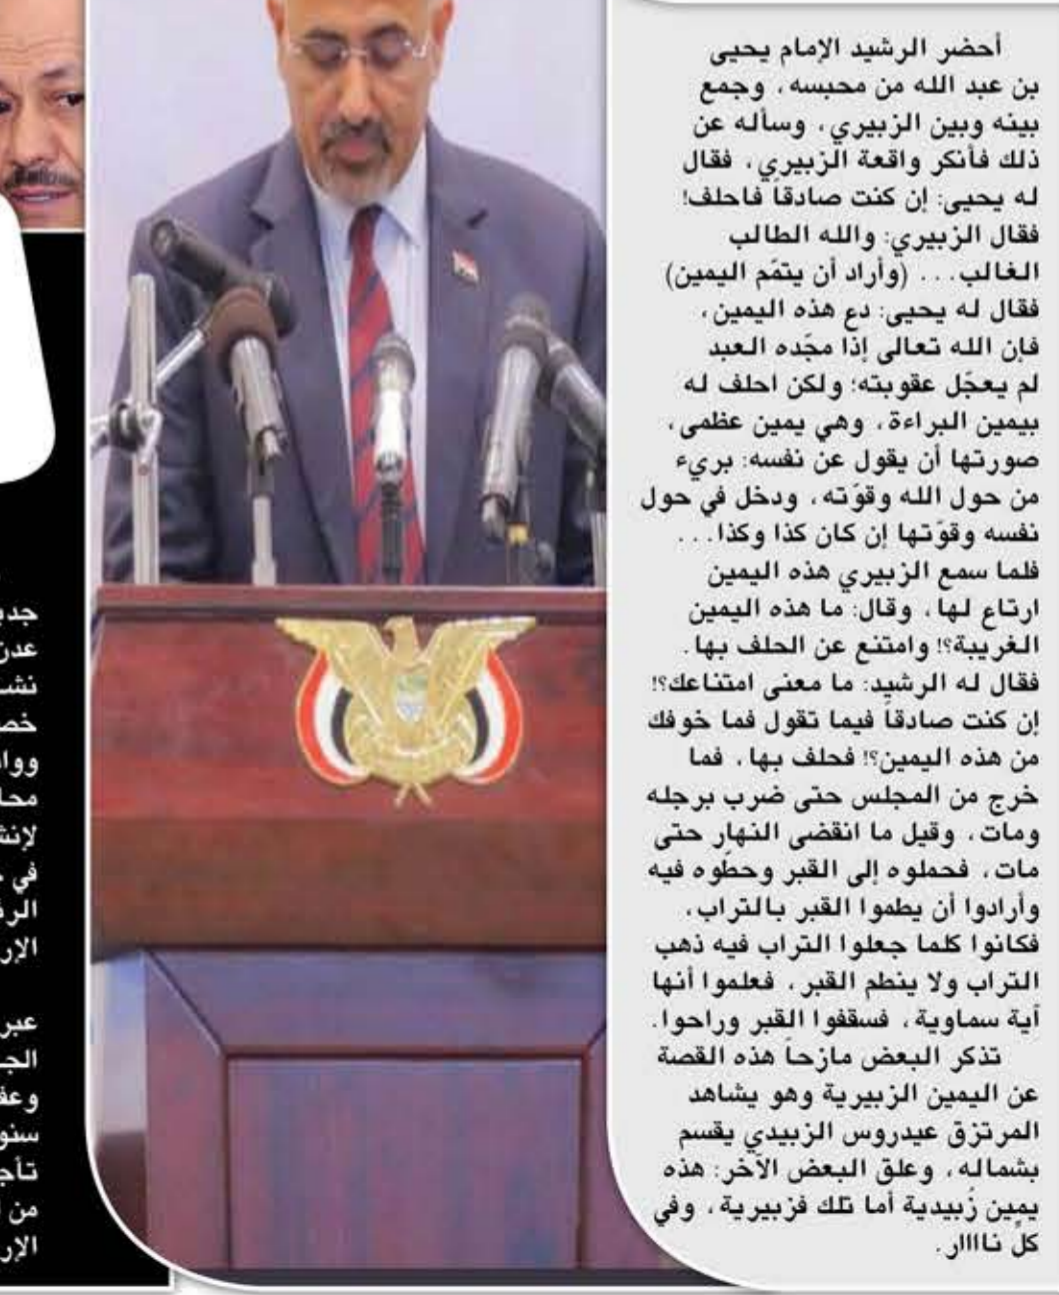 أحضر الرشيد الإمام يحيى
بن عبد الله من محبسه، وجمع
بينه وبين الزبيري، وسأله عن
ذلك فأنكر واقعة الزبيري، فقال
له يحيى: إن كنت صادقاً فاحلف!
فقال الزبيري: والله الطالب
الغالب... (وأراد أن يتمّم اليمين)
فقال له يحيى: دع هذه اليمين،
فإن الله تعالى إذا مجّده العبد
لم يعجّل عقوبته؛ ولكن احلف له
بيمين البراءة، وهي يمين عظمى،
صورتها أن يقول عن نفسه: بريء
من حول الله وقوّته، ودخل في حول
نفسه وقوّتها إن كان كذا وكذا...
فلما سمع الزبيري هذه اليمين
ارتاع لها، وقال: ما هذه اليمين
الغريبة؟! وامتنع عن الحلف بها.
فقال له الرشيد: ما معنى امتناعك؟!
إن كنت صادقاً فيما تقول فما خوفك
من هذه اليمين؟! فحلف بها، فما
خرج من المجلس حتى ضرب برجله
ومات، وقيل ما انقضى النهار حتى
مات، فحملوه إلى القبر وحطّوه فيه
وأرادوا أن يطموا القبر بالتراب،
فكانوا كلما جعلوا التراب فيه ذهب
التراب ولا ينطم القبر، فعلموا أنها
آية سماوية، فسقفوا القبر وراحوا.
تذكر البعض مازحاً هذه القصة
عن اليمين الزبيرية وهو يشاهد
المرتزق عيدروس الزبيدي يقسم
بشماله، وعلق البعض الآخر: هذه
يمين زُبيدية أما تلك فزبيرية، وفي
كلٍّ ناااار.
عدن
في
عبر
من